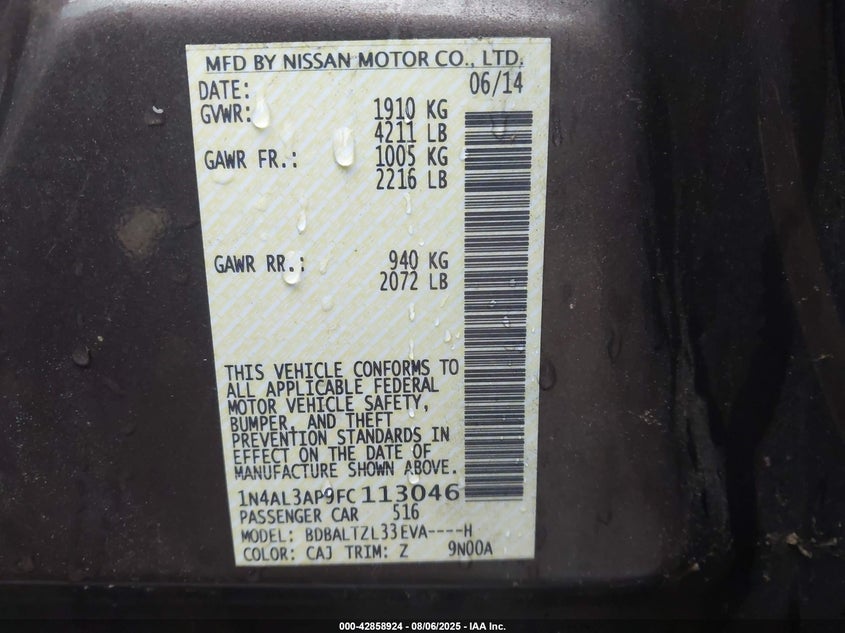 MFD BY NISSAN MOTOR CO., LTD.
DATE: 06/14
GVWR: 1910 KG
4211 LB
GAWR FR.: 1005 KG
2216 LB
GAWR RR.: 940 KG
2072 LB
THIS VEHICLE CONFORMS TO
ALL APPLICABLE FEDERAL
MOTOR VEHICLE SAFETY,
BUMPER, AND THEFT
PREVENTION STANDARDS IN
EFFECT ON THE DATE OF
MANUFACTURE SHOWN ABOVE.
1N4AL3AP9FC113046
PASSENGER CAR 516
MODEL: BDBALTZL33EVA----H
COLOR: CAJ TRIM: Z 9N00A
000-42858924 - 08/06/2025 - IAA Inc.